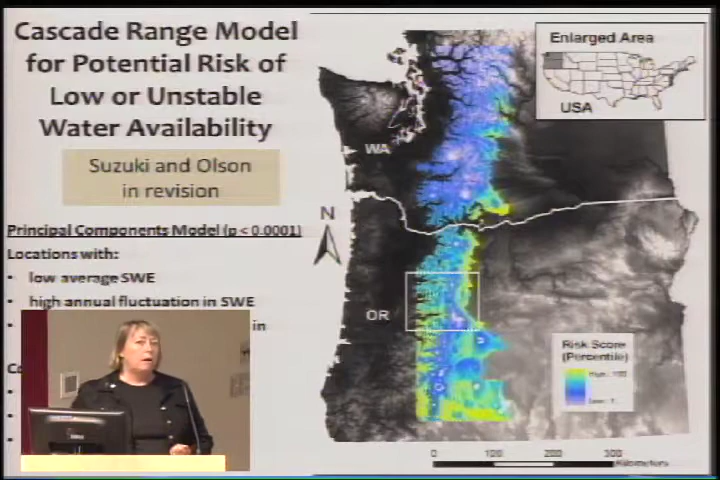 Cascade Range Model
for Potential Risk of
Low or Unstable
Water Availability
Suzuki and Olson
in revision
Principal Components Model (p < 0.0001)
Locations with:
• low average SWE
• high annual fluctuation in SWE
in
Enlarged Area
USA
WA
N
OR
Risk Score
(Percentile)
High : 100
Low : 1
0 100 200 300
Kilometers